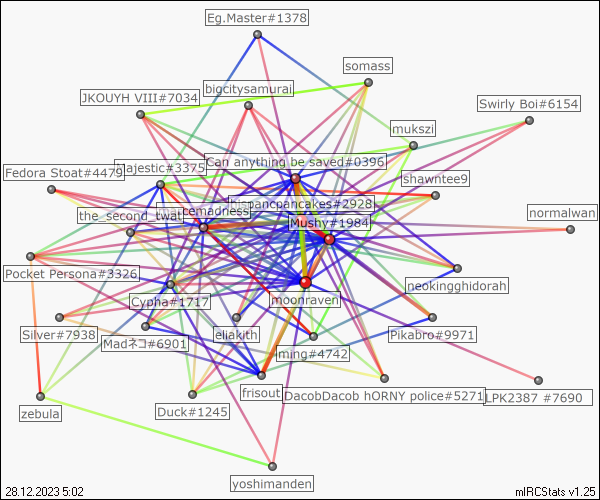 Eg.Master#1378
somass
bigcitysamurai
JKOUYH VIII#7034
Swirly Boi#6154
mukszi
Can anything be saved#0396
Majestic#3375
Fedora Stoat#4479
shawntee9
hispancpancakes#2928
the_second_twat
cemadness
normalwan
Mushy#1984
Pocket Persona#3326
neokingghidorah
Cypha#1717
moonraven
Silver#7938
Madネコ#6901
eliakith
Pikabro#9971
ming#4742
frisout
DacobDacob hORNY police#5271
LPK2387 #7690
zebula
Duck#1245
yoshimanden
28.12.2023 5:02
mIRCStats v1.25